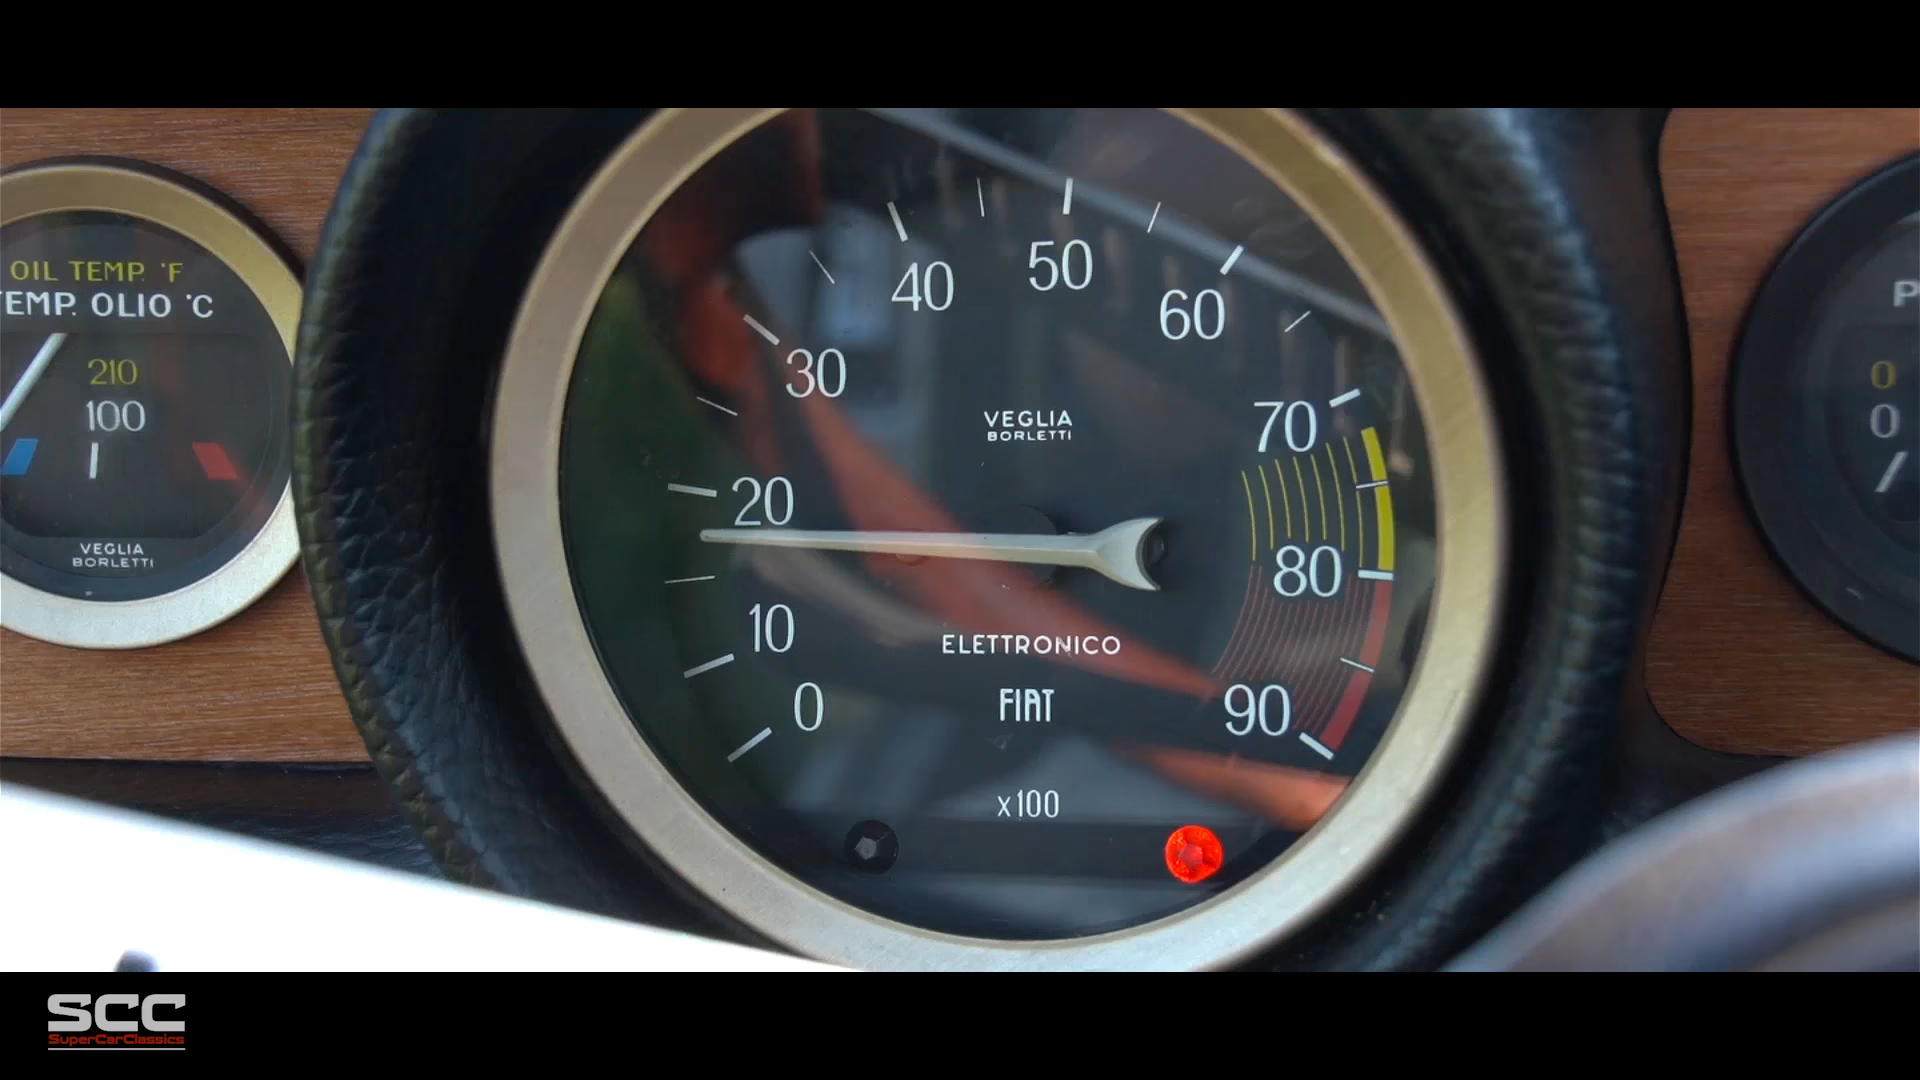 OIL TEMP. °F
TEMP. OLIO °C
210
100
VEGLIA
BORLETTI
50
40
60
30
70
VEGLIA
BORLETTI
20
80
10
ELETTRONICO
0
FIAT
90
x100
P
0
0
SCC
SuperCarClassics